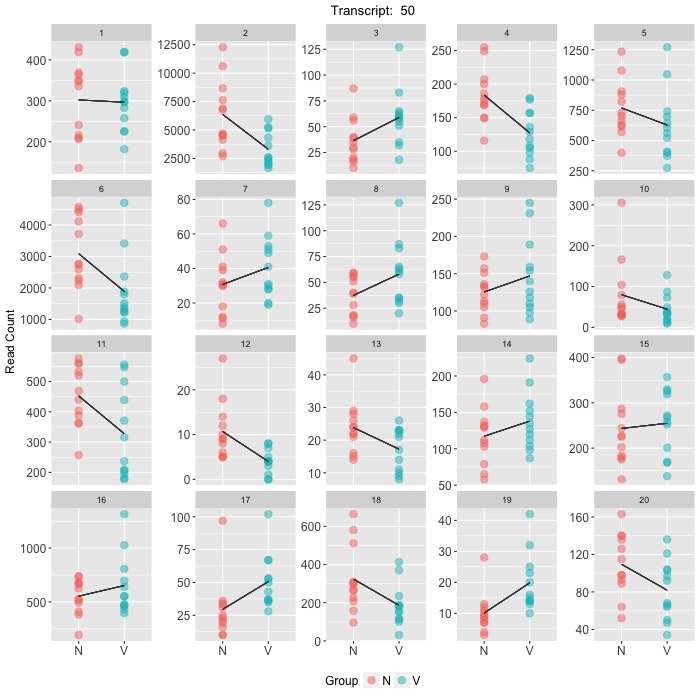 Transcript: 50
1 2 3 4 5
400 300 200
12500 10000 7500 5000 2500
125 100 75 50 25
250 200 150 100
1250 1000 750 500 250
6 7 8 9 10
4000 3000 2000 1000
80 60 40 20
125 100 75 50 25
250 200 150 100
300 200 100 0
Read Count
11 12 13 14 15
500 400 300 200
20 10 0
40 30 20 10
250 200 150 100 50
400 300 200
16 17 18 19 20
1000 500
100 75 50 25
600 400 200 0
40 30 20 10
160 120 80 40
N V N V N V N V N V
Group N V